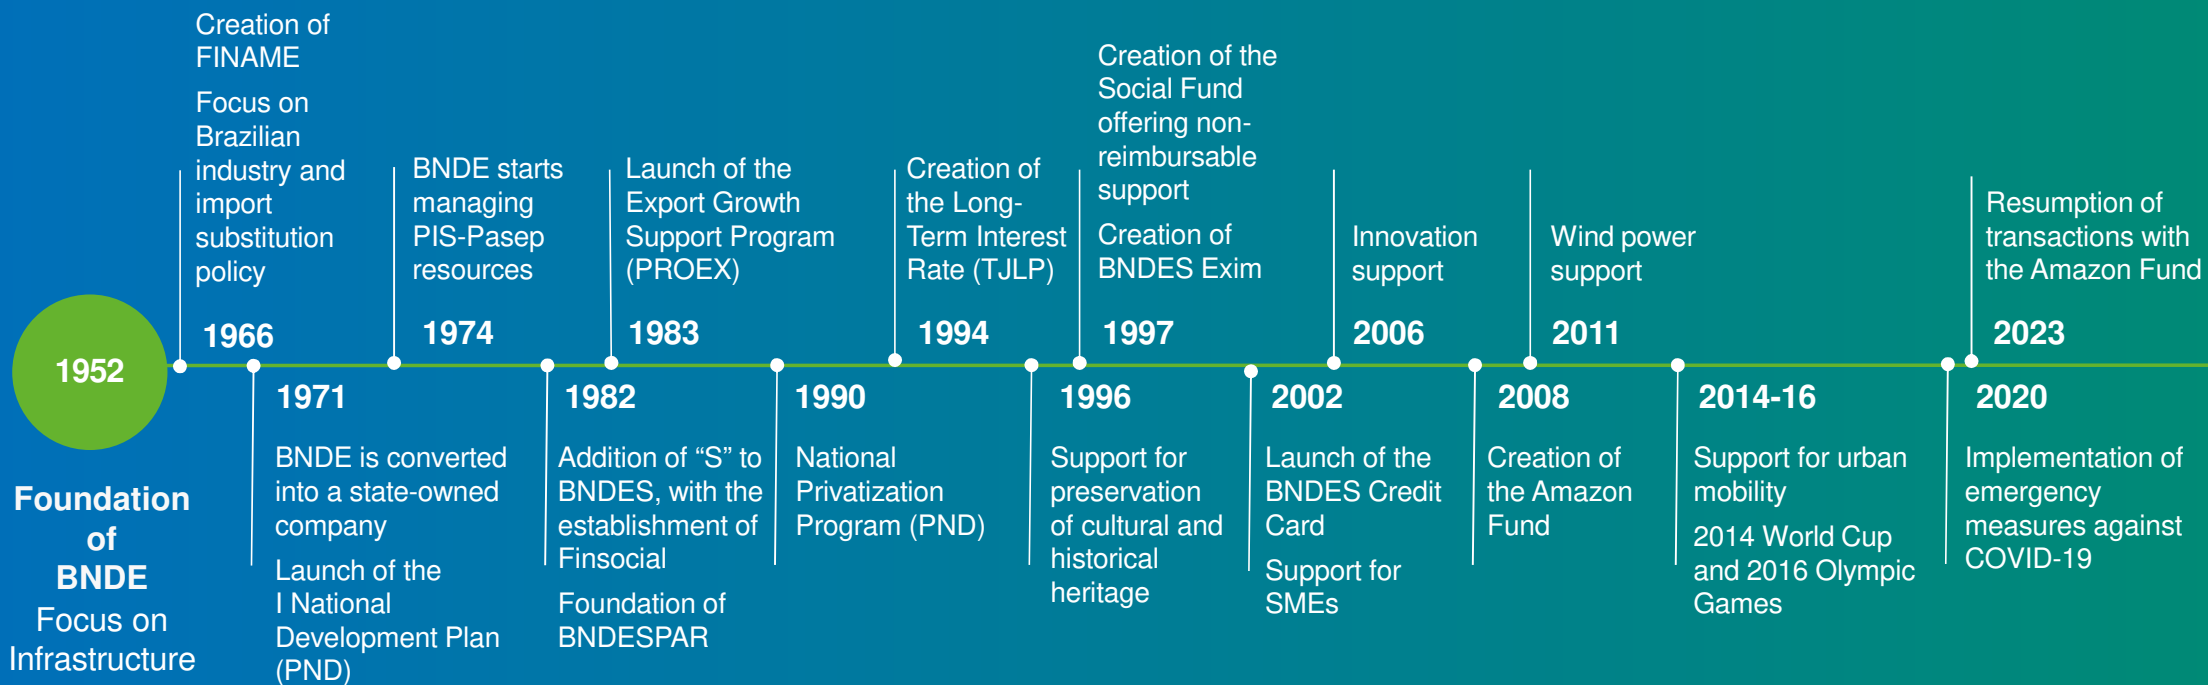 1952
Foundation
of
BNDE
Focus on
Infrastructure
Creation of
FINAME
Focus on
Brazilian
industry and
import
substitution
policy
1966
1971
BNDE is converted
into a state-owned
company
Launch of the
I National
Development Plan
(PND)
BNDE starts
managing
PIS-Pasep
resources
1974
1982
Addition of “S” to
BNDES, with the
establishment of
Finsocial
Foundation of
BNDESPAR
Launch of the
Export Growth
Support Program
(PROEX)
1983
1990
National
Privatization
Program (PND)
Creation of
the Long-
Term Interest
Rate (TJLP)
1994
1996
Support for
preservation
of cultural and
historical
heritage
Creation of the
Social Fund
offering non-
reimbursable
support
Creation of
BNDES Exim
1997
2002
Launch of the
BNDES Credit
Card
Support for
SMEs
Innovation
support
2006
2008
Creation of
the Amazon
Fund
Wind power
support
2011
2014-16
Support for urban
mobility
2014 World Cup
and 2016 Olympic
Games
2020
Implementation of
emergency
measures against
COVID-19
Resumption of
transactions with
the Amazon Fund
2023